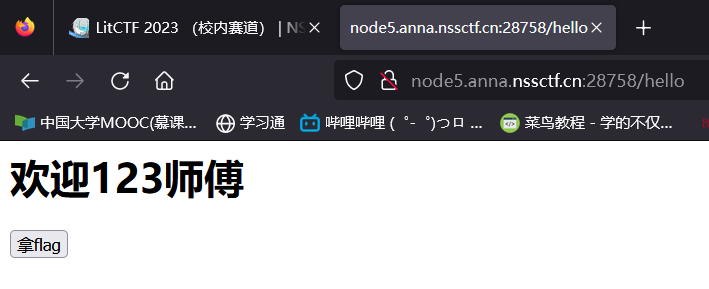 LitCTF 2023 （校内赛道）| NS
node5.anna.nssctf.cn:28758/hello
node5.anna.nssctf.cn:28758/hello
中国大学MOOC(慕课...
学习通
哔哩哔哩 ( ゜- ゜)つロ ...
菜鸟教程 - 学的不仅...
欢迎123师傅
拿flag